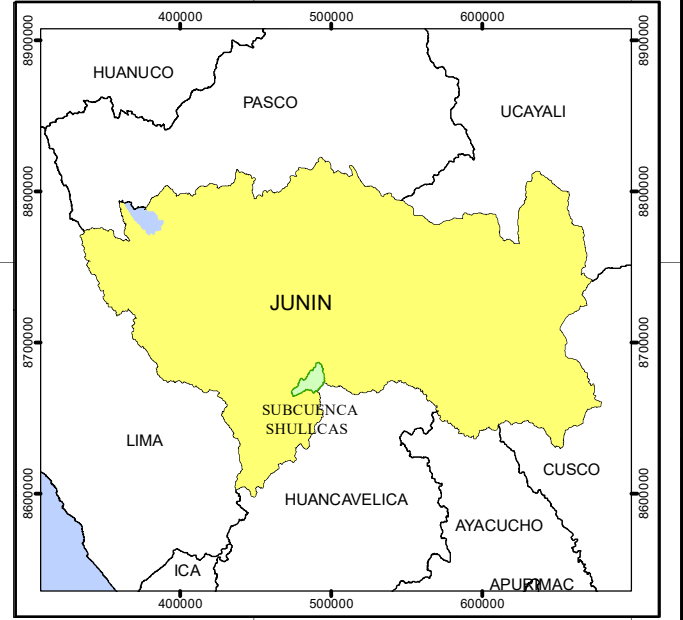 400000 500000 600000
8900000 8900000
HUANUCO
PASCO
UCAYALI
8800000 8800000
JUNIN
8700000 8700000
SUBCUENCA
SHULLCAS
LIMA
CUSCO
8600000 8600000
HUANCAVELICA
AYACUCHO
ICA
APURIMAC
400000 500000 600000